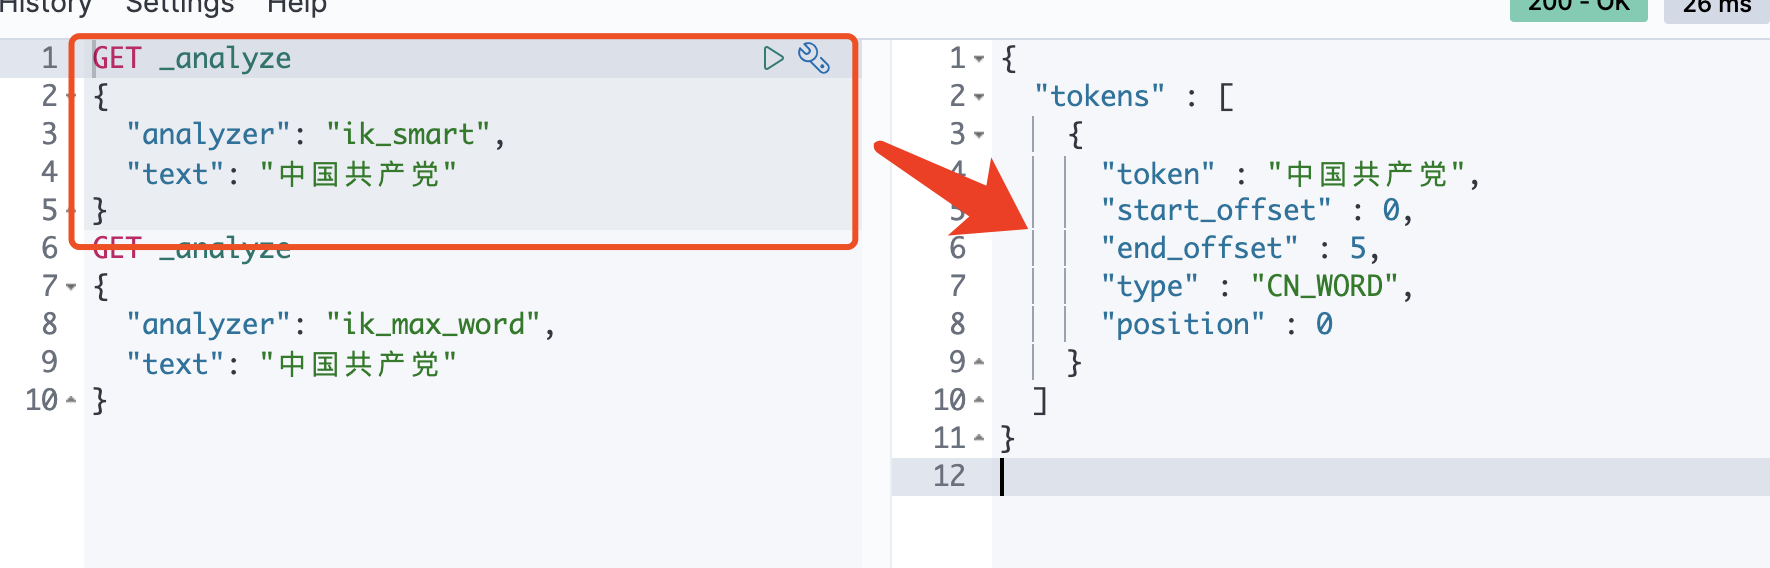 History Settings Help
200 - OK 26 ms
1 GET _analyze
2 {
3 "analyzer": "ik_smart",
4 "text": "中国共产党"
5 }
6 GET _analyze
7 {
8 "analyzer": "ik_max_word",
9 "text": "中国共产党"
10 }
1 {
2 "tokens" : [
3 {
4 "token" : "中国共产党",
5 "start_offset" : 0,
6 "end_offset" : 5,
7 "type" : "CN_WORD",
8 "position" : 0
9 }
10 ]
11 }
12